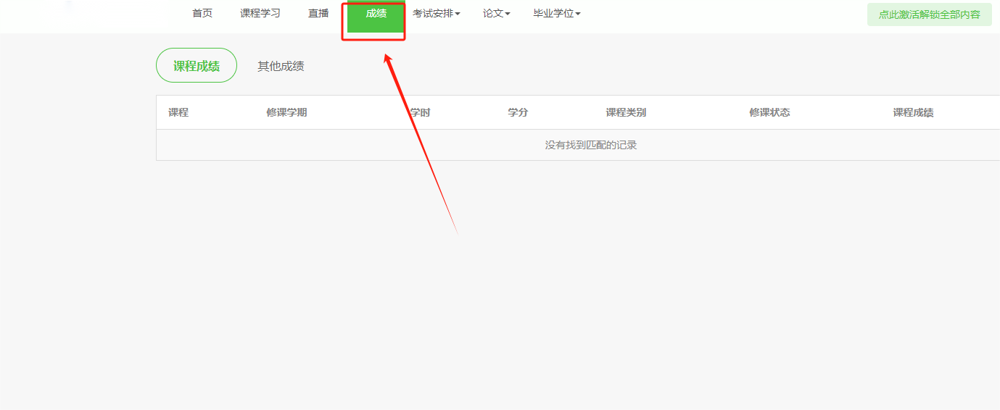 首页 课程学习 直播 成绩 考试安排 论文 毕业学位 点此激活解锁全部内容
课程成绩 其他成绩
课程 修课学期 学时 学分 课程类别 修课状态 课程成绩
没有找到匹配的记录